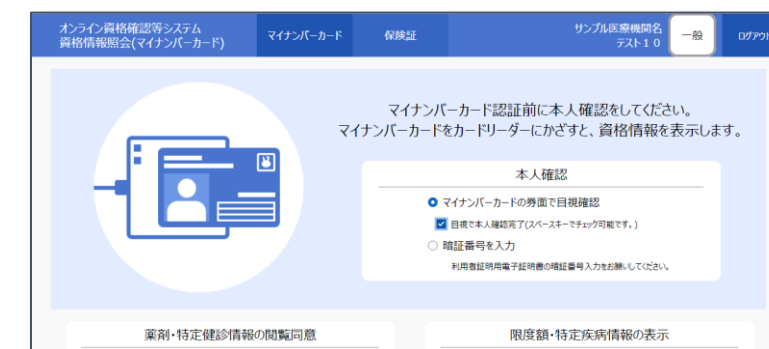 オンライン資格確認等システム
資格情報照会(マイナンバーカード)
マイナンバーカード
保険証
サンプル医療機関名
テスト10
一般
ログアウト
マイナンバーカード認証前に本人確認をしてください。
マイナンバーカードをカードリーダーにかざすと、資格情報を表示します。
本人確認
マイナンバーカードの券面で目視確認
目視で本人確認完了(スペースキーでチェック可能です。)
暗証番号を入力
利用者証明用電子証明書の暗証番号入力をお願いしてください。
薬剤・特定健診情報の閲覧同意
限度額・特定疾病情報の表示